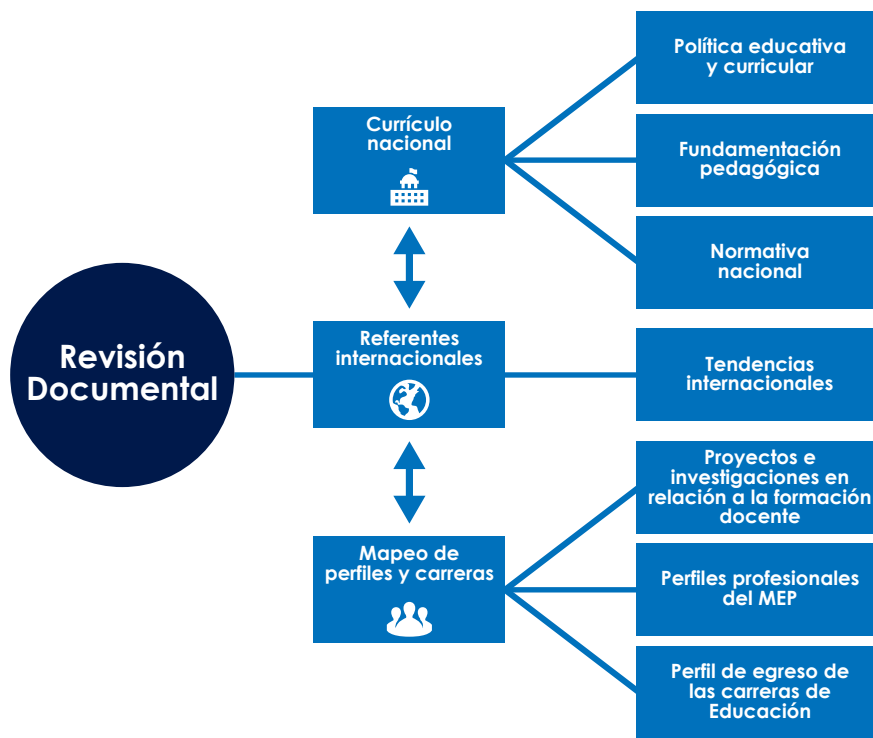 Revisión
Documental
Currículo
nacional
Política educativa
y curricular
Fundamentación
pedagógica
Normativa
nacional
Referentes
internacionales
Tendencias
internacionales
Mapeo de
perfiles y carreras
Proyectos e
investigaciones en
relación a la formación
docente
Perfiles profesionales
del MEP
Perfil de egreso de
las carreras de
Educación